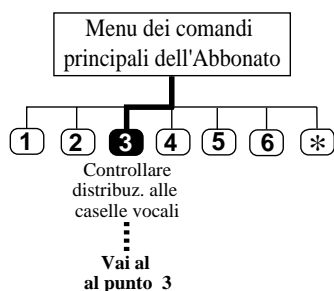 Menu dei comandi
principali dell'Abbonato
1 2 3 4 5 6 *
Controllare
distribuz. alle
caselle vocali
Vai al
al punto 3